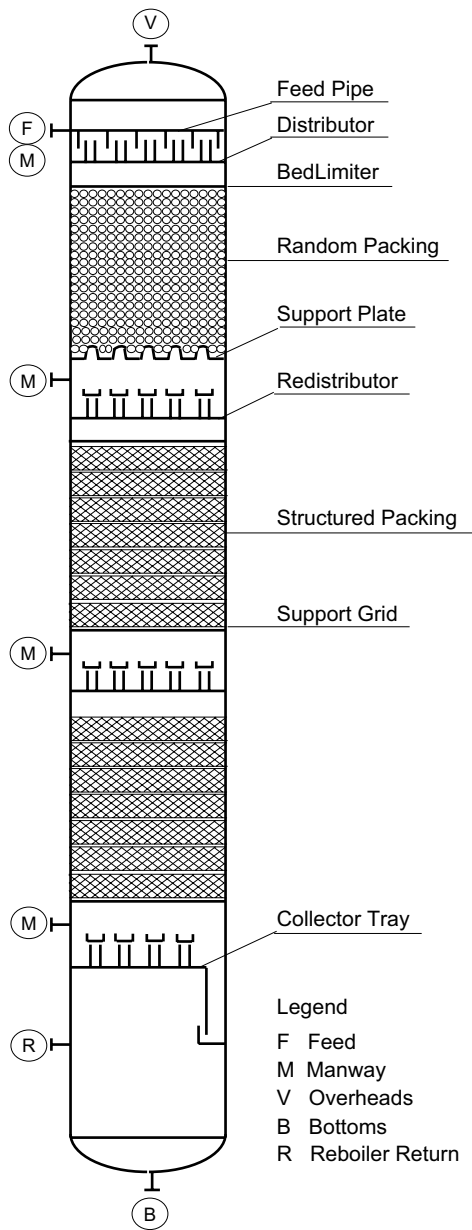 V
Feed Pipe
F
Distributor
M
BedLimiter
Random Packing
Support Plate
M
Redistributor
Structured Packing
Support Grid
M
M
Collector Tray
Legend
F Feed
R
M Manway
V Overheads
B Bottoms
R Reboiler Return
B